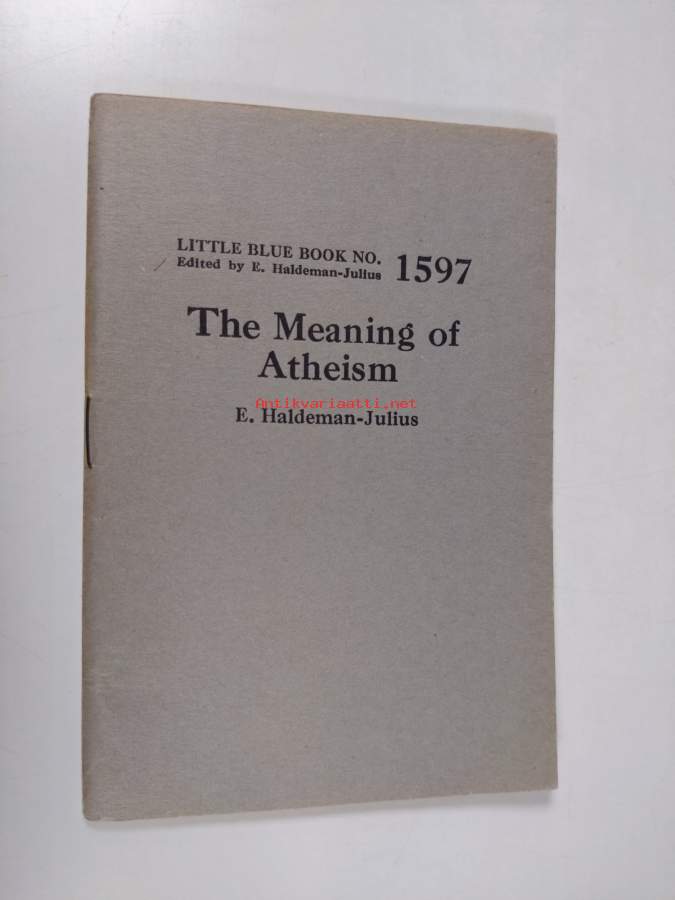 LITTLE BLUE BOOK NO. 1597
Edited by E. Haldeman-Julius
The Meaning of
Atheism
Antikvariaatti.net
E. Haldeman-Julius